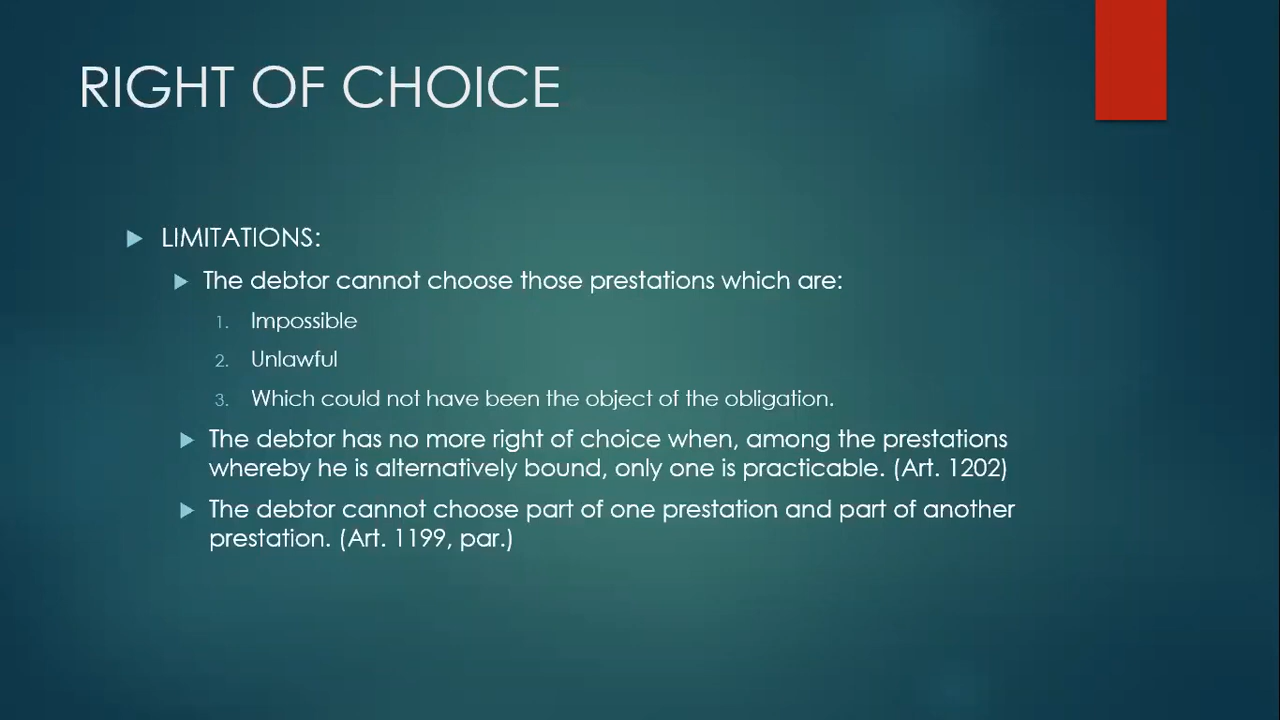 RIGHT OF CHOICE
LIMITATIONS:
The debtor cannot choose those prestations which are:
1. Impossible
2. Unlawful
3. Which could not have been the object of the obligation.
The debtor has no more right of choice when, among the prestations
whereby he is alternatively bound, only one is practicable. (Art. 1202)
The debtor cannot choose part of one prestation and part of another
prestation. (Art. 1199, par.)